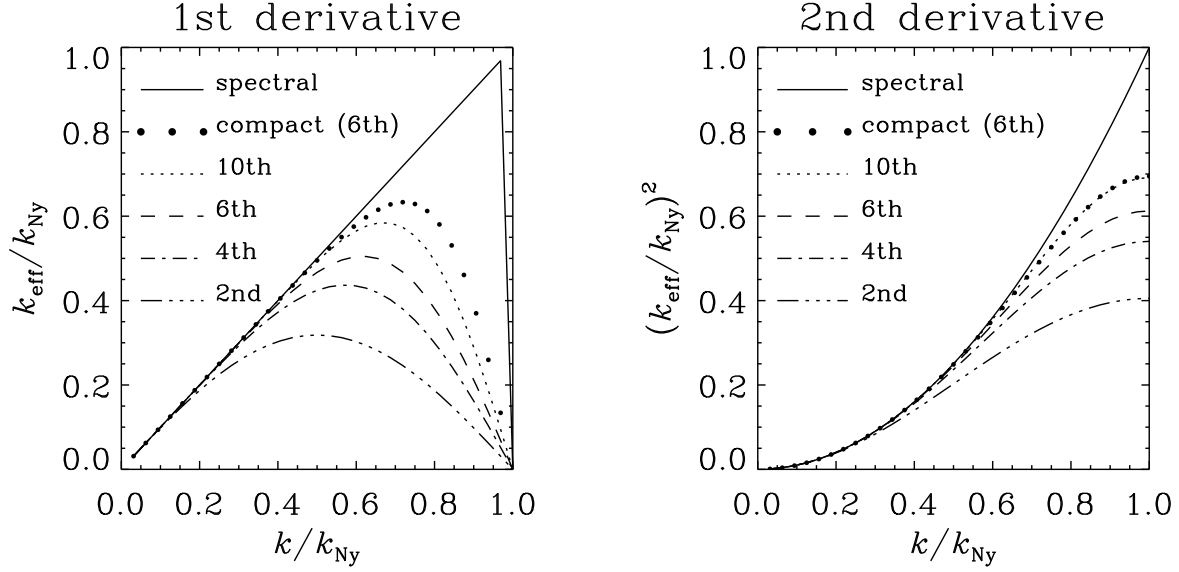 1st derivative
k_eff/k_Ny
1.0
0.8
0.6
0.4
0.2
0.0
spectral
compact (6th)
10th
6th
4th
2nd
0.0 0.2 0.4 0.6 0.8 1.0
k/k_Ny
2nd derivative
(k_eff/k_Ny)²
1.0
0.8
0.6
0.4
0.2
0.0
spectral
compact (6th)
10th
6th
4th
2nd
0.0 0.2 0.4 0.6 0.8 1.0
k/k_Ny